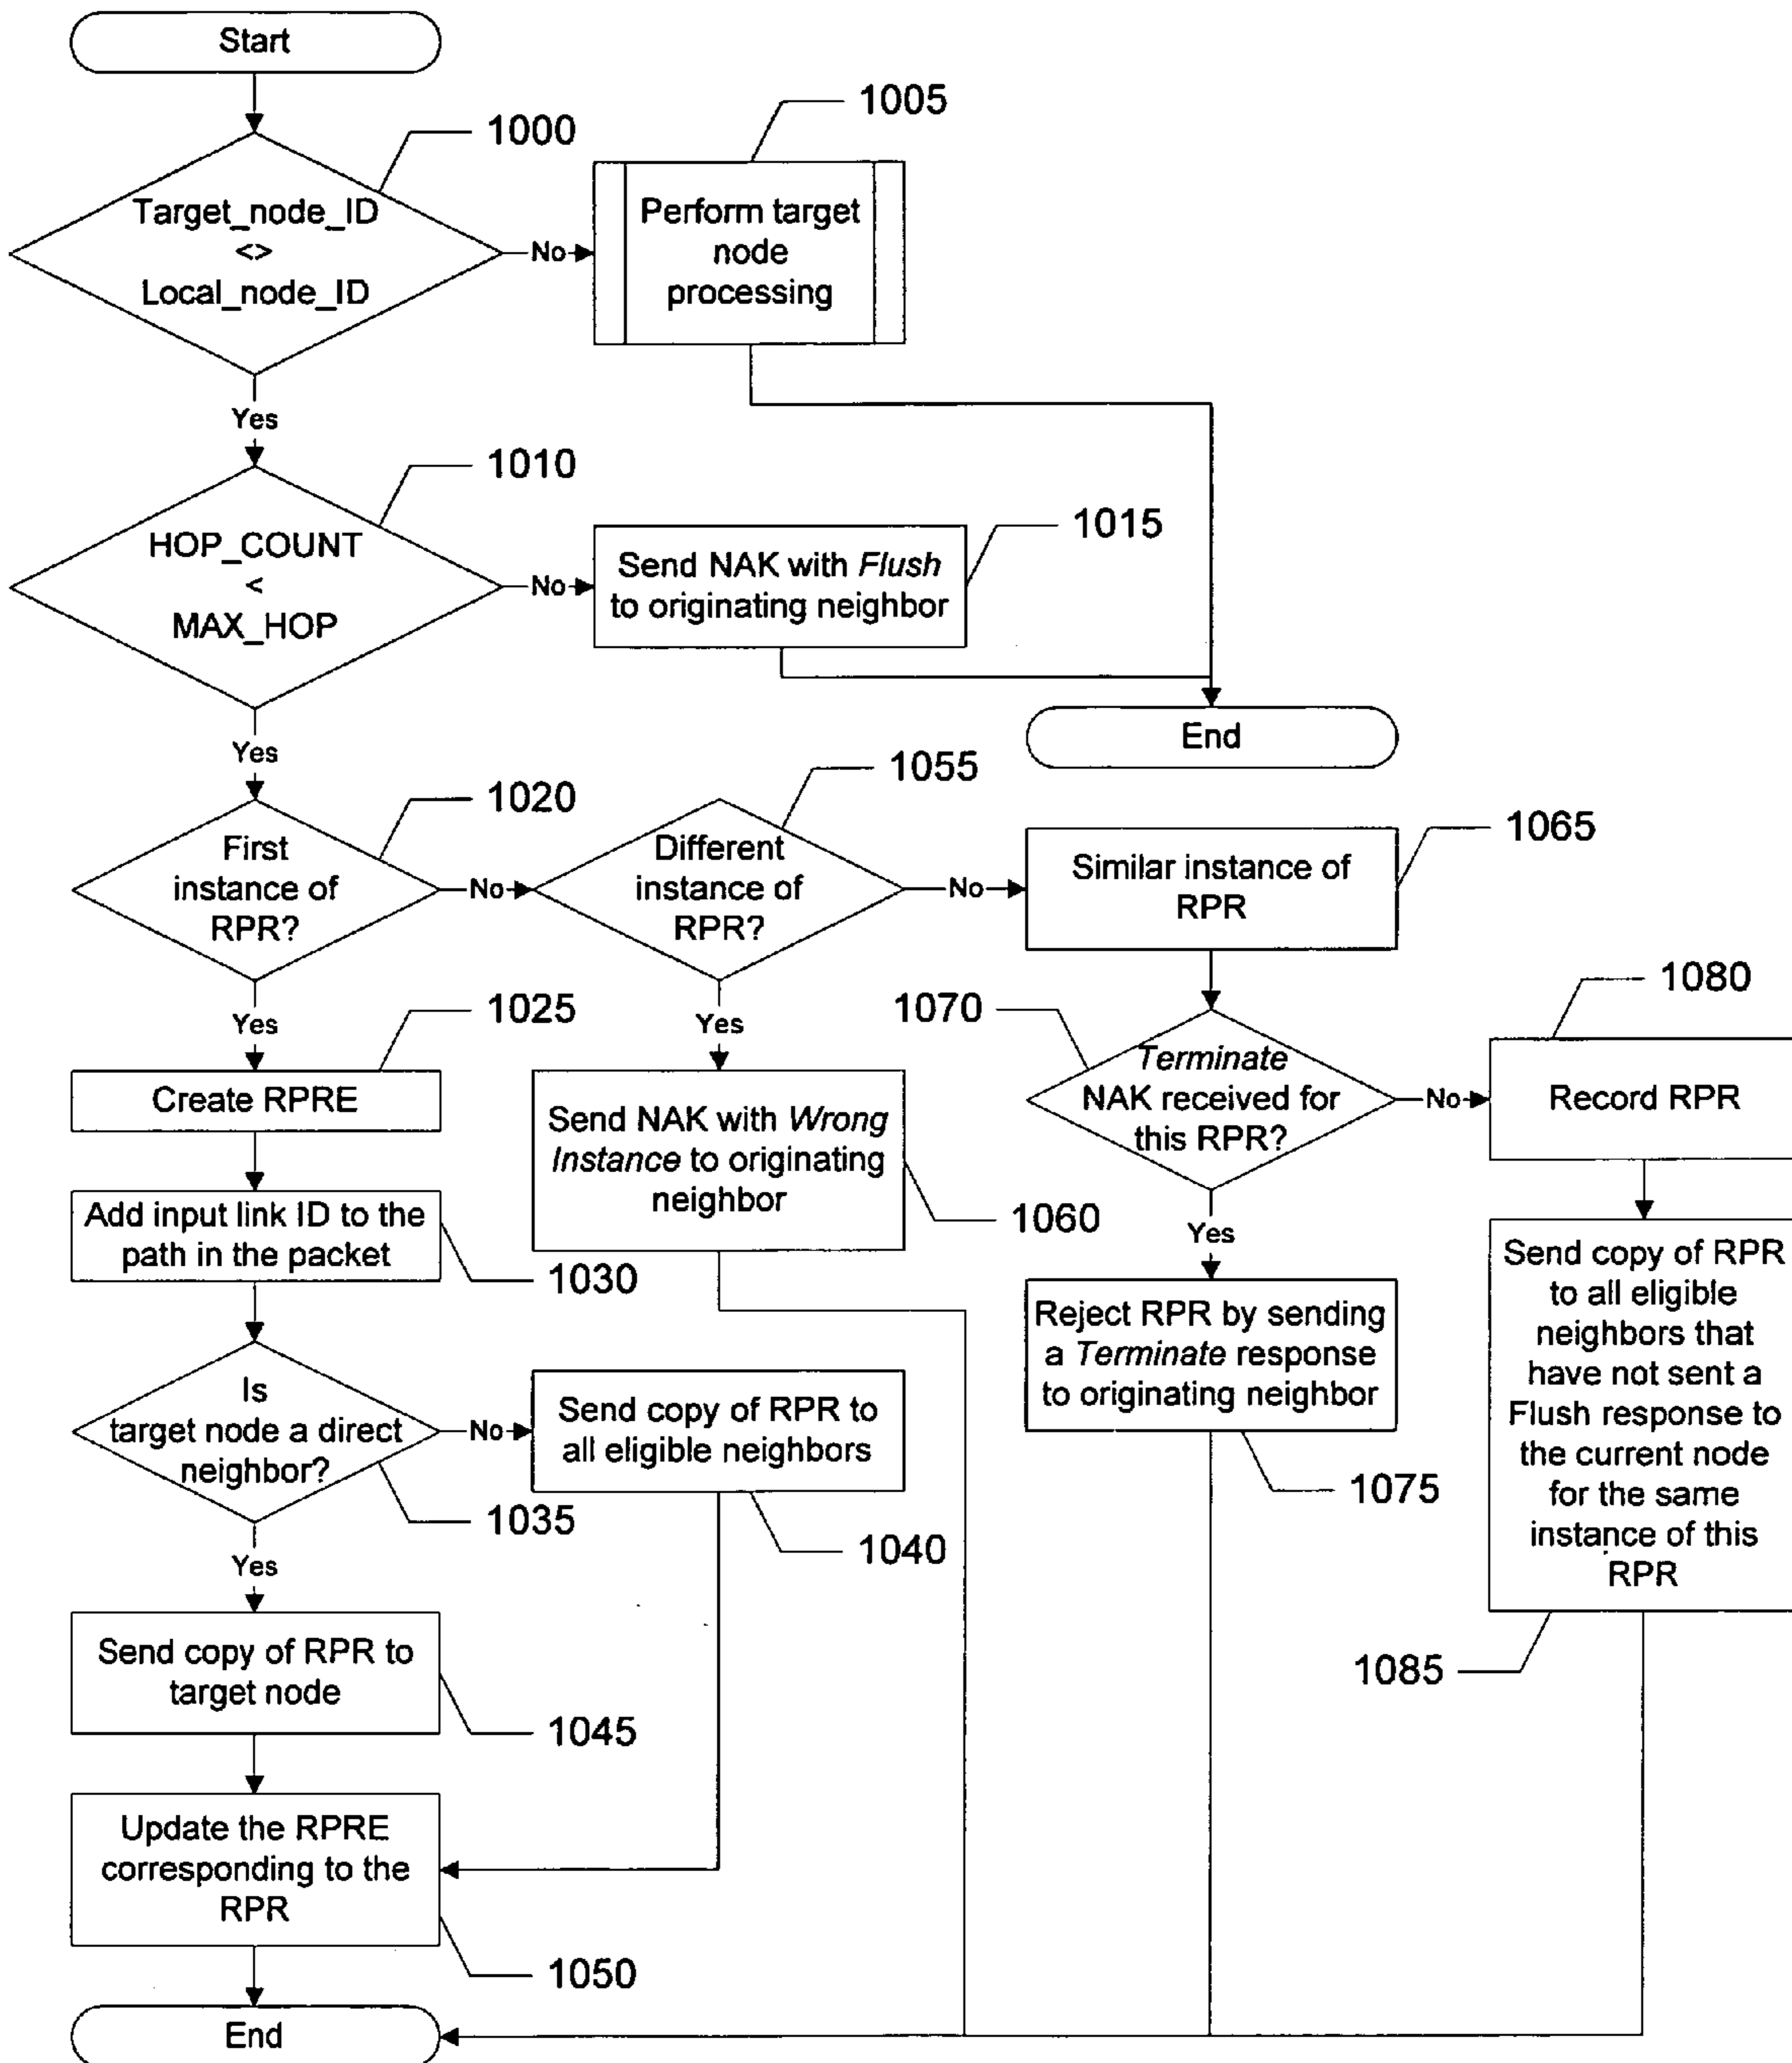 Start
1000
1005
Target_node_ID
<>
Local_node_ID
No
Perform target
node
processing
Yes
1010
HOP_COUNT
<
MAX_HOP
No
Send NAK with Flush
to originating neighbor
1015
End
Yes
1020
First
instance of
RPR?
No
1055
Different
instance of
RPR?
No
1065
Similar instance of
RPR
Yes
1025
Create RPRE
Yes
Send NAK with Wrong
Instance to originating
neighbor
1060
1070
Terminate
NAK received for
this RPR?
No
1080
Record RPR
Add input link ID to the
path in the packet
1030
Yes
Reject RPR by sending
a Terminate response
to originating neighbor
1075
Send copy of RPR
to all eligible
neighbors that
have not sent a
Flush response to
the current node
for the same
instance of this
RPR
1085
Is
target node a direct
neighbor?
1035
No
Send copy of RPR to
all eligible neighbors
1040
Yes
Send copy of RPR to
target node
1045
Update the RPRE
corresponding to the
RPR
1050
End